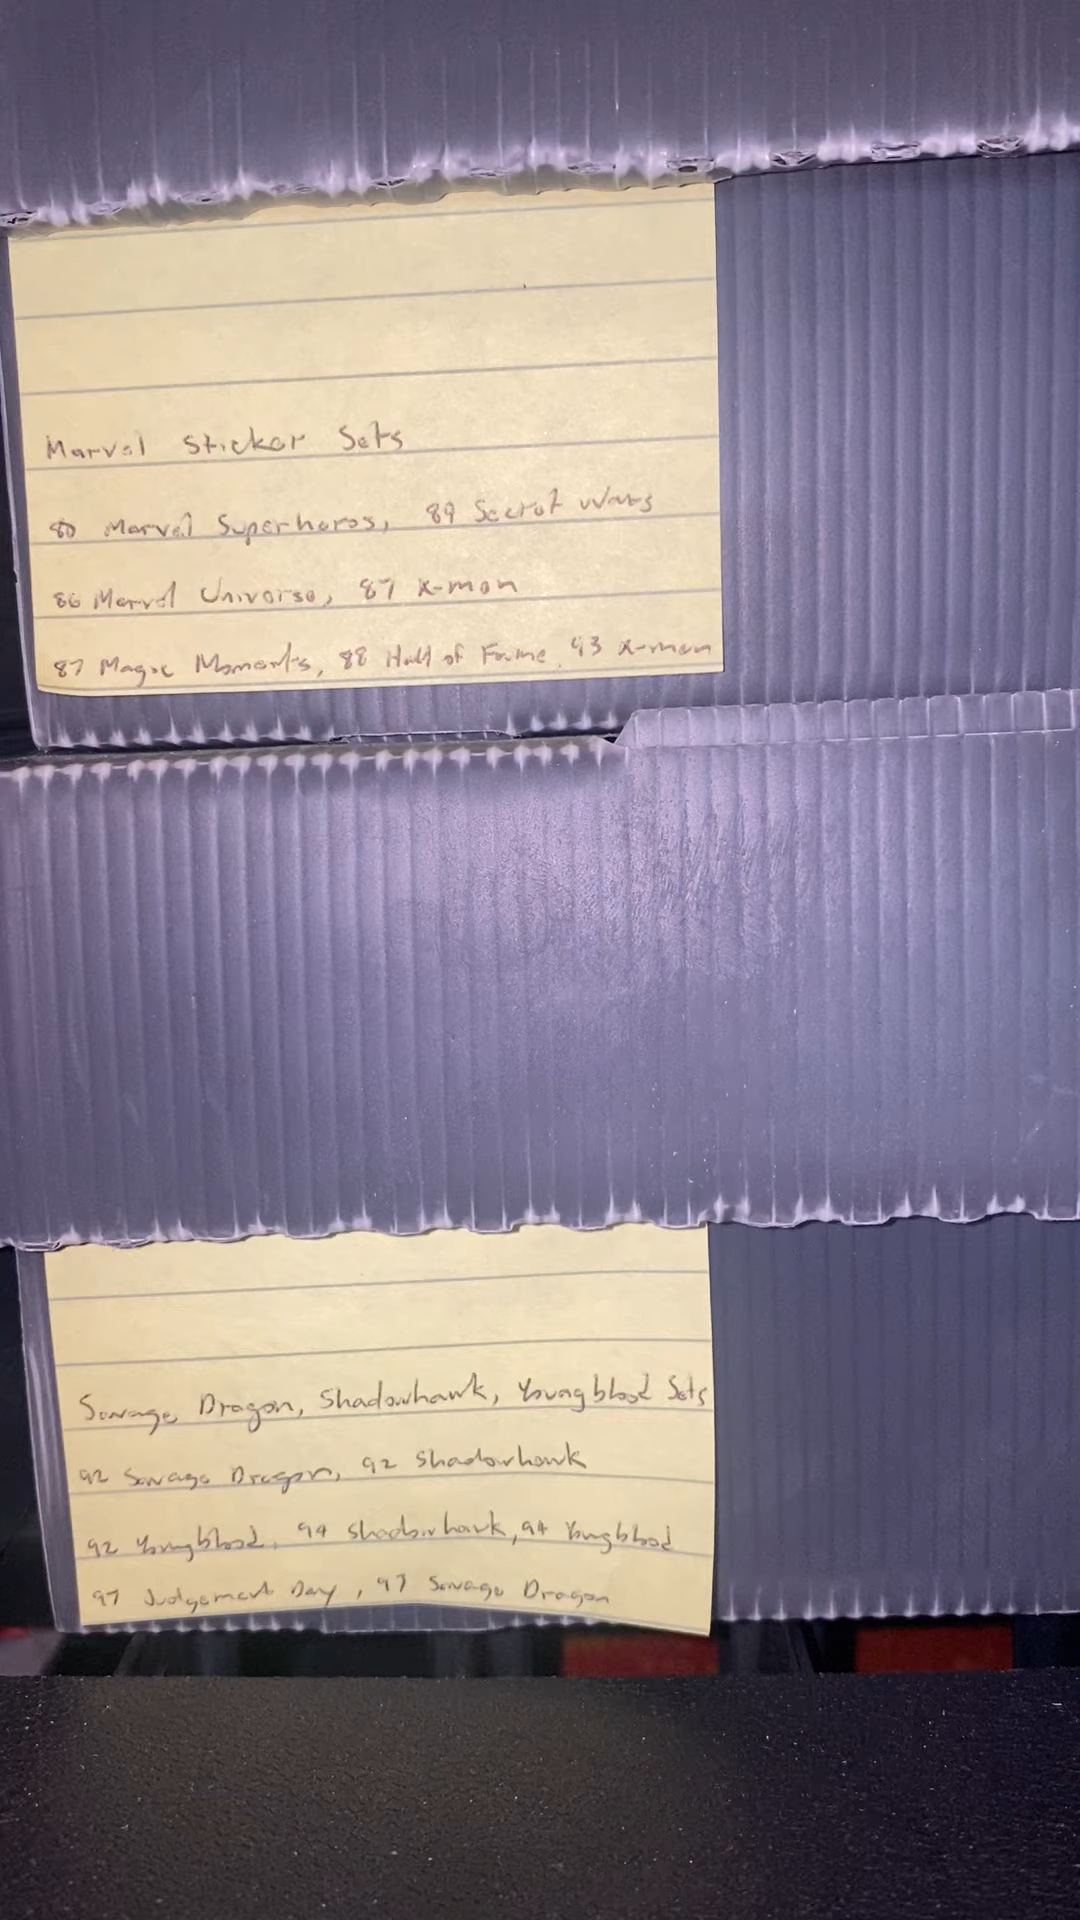 Marvel Sticker Sets
80 Marvel Superheros, 89 Secret Wars
86 Marvel Universe, 87 X-men
87 Magic Moments, 88 Hall of Fame, 93 X-men
Savage Dragon, Shadowhawk, Youngblood Sets
92 Savage Dragon, 92 Shadowhawk
92 Youngblood, 94 Shadowhawk, 94 Youngblood
97 Judgement Day, 97 Savage Dragon